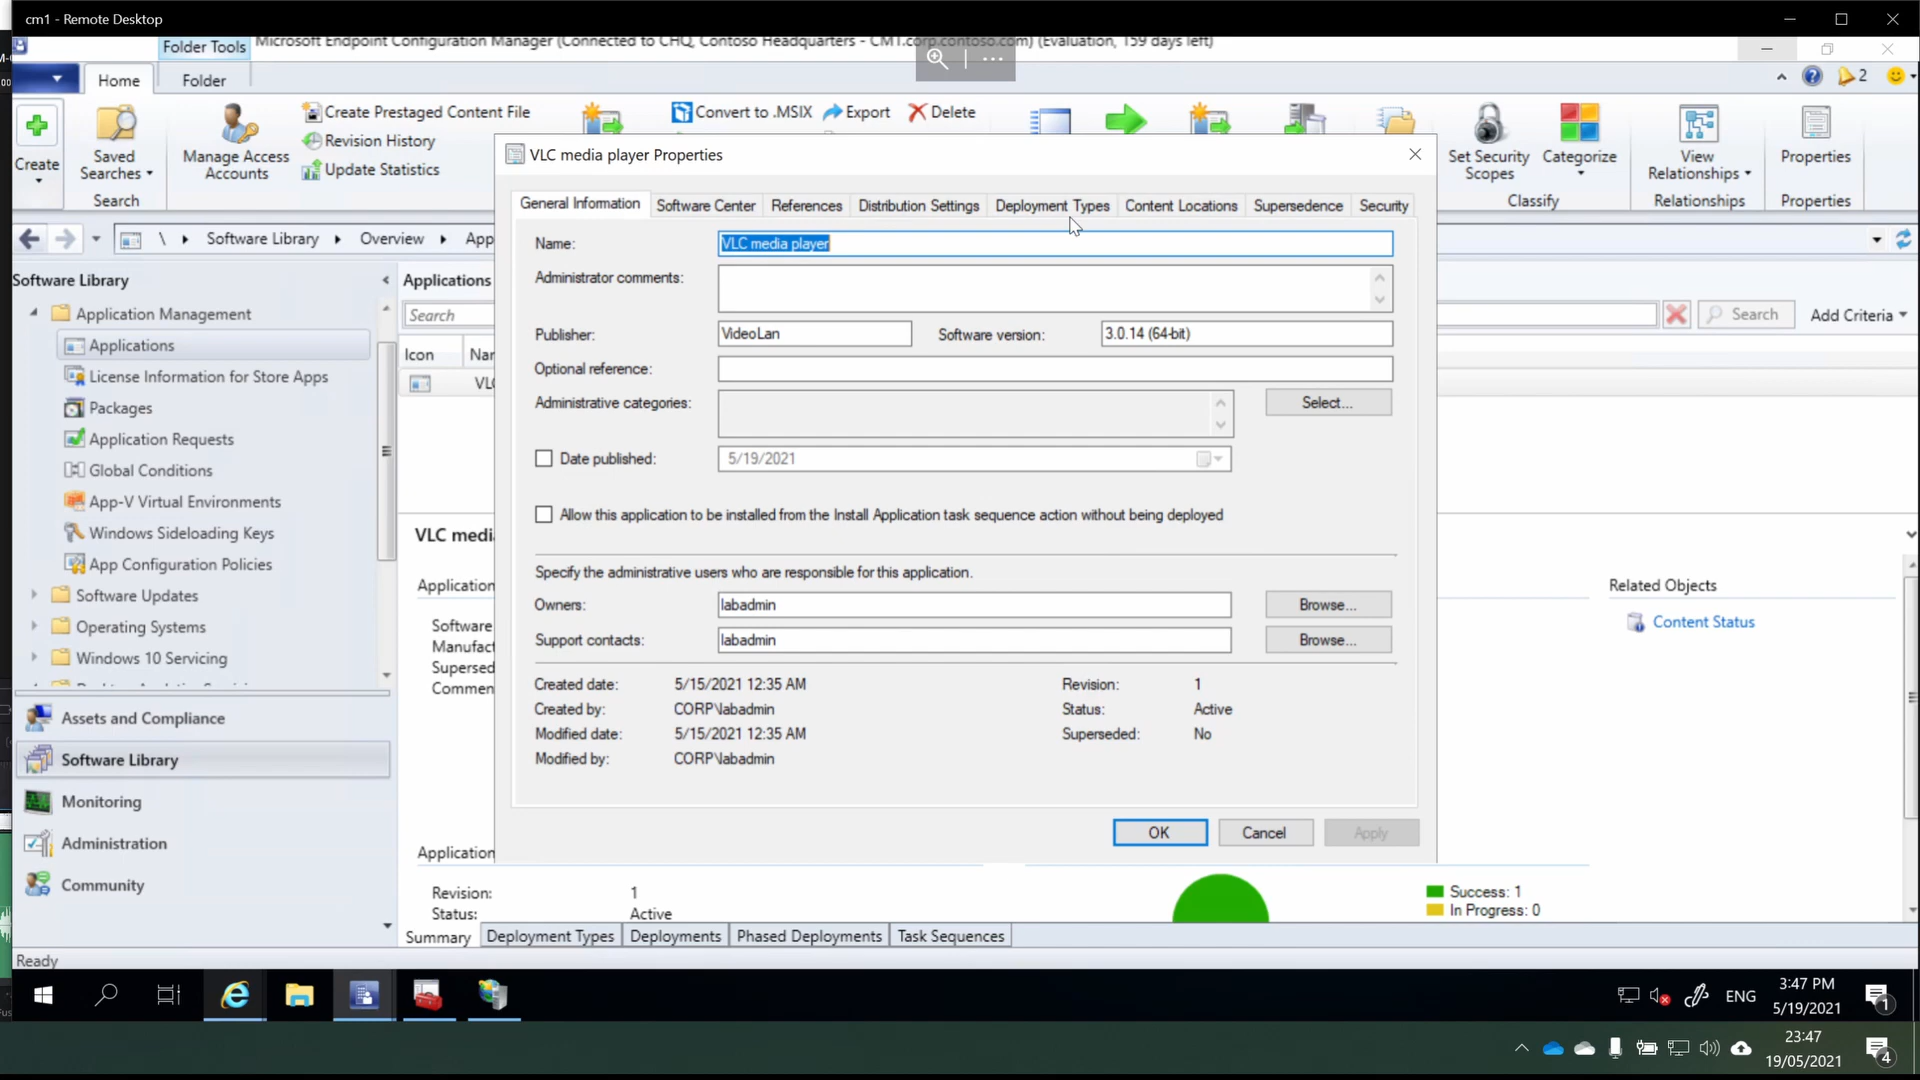 cm1 - Remote Desktop
Folder Tools
Microsoft Endpoint Configuration Manager (Connected to CHQ, Contoso Headquarters - CM1.corp.contoso.com) (Evaluation, 159 days left)
Home
Folder
2
Create
Saved Searches
Search
Manage Access Accounts
Create Prestaged Content File
Revision History
Update Statistics
Convert to .MSIX
Export
Delete
Set Security Scopes
Categorize
Classify
View Relationships
Relationships
Properties
Properties
\
Software Library
Overview
App
Software Library
Application Management
Applications
License Information for Store Apps
Packages
Application Requests
Global Conditions
App-V Virtual Environments
Windows Sideloading Keys
App Configuration Policies
Software Updates
Operating Systems
Windows 10 Servicing
Assets and Compliance
Software Library
Monitoring
Administration
Community
Ready
Applications
Search
Search
Add Criteria
Icon
Nar
VLC
VLC medi
Application
Software
Manufact
Supersed
Commen
Application
Revision: 1
Status: Active
Related Objects
Content Status
Success: 1
In Progress: 0
Summary
Deployment Types
Deployments
Phased Deployments
Task Sequences
VLC media player Properties
General Information
Software Center
References
Distribution Settings
Deployment Types
Content Locations
Supersedence
Security
Name: VLC media player
Administrator comments:
Publisher: VideoLan
Software version: 3.0.14 (64-bit)
Optional reference:
Administrative categories:
Select...
Date published: 5/19/2021
Allow this application to be installed from the Install Application task sequence action without being deployed
Specify the administrative users who are responsible for this application.
Owners: labadmin
Browse...
Support contacts: labadmin
Browse...
Created date: 5/15/2021 12:35 AM
Revision: 1
Created by: CORP\labadmin
Status: Active
Modified date: 5/15/2021 12:35 AM
Superseded: No
Modified by: CORP\labadmin
OK
Cancel
Apply
ENG
3:47 PM
5/19/2021
1
23:47
19/05/2021
4